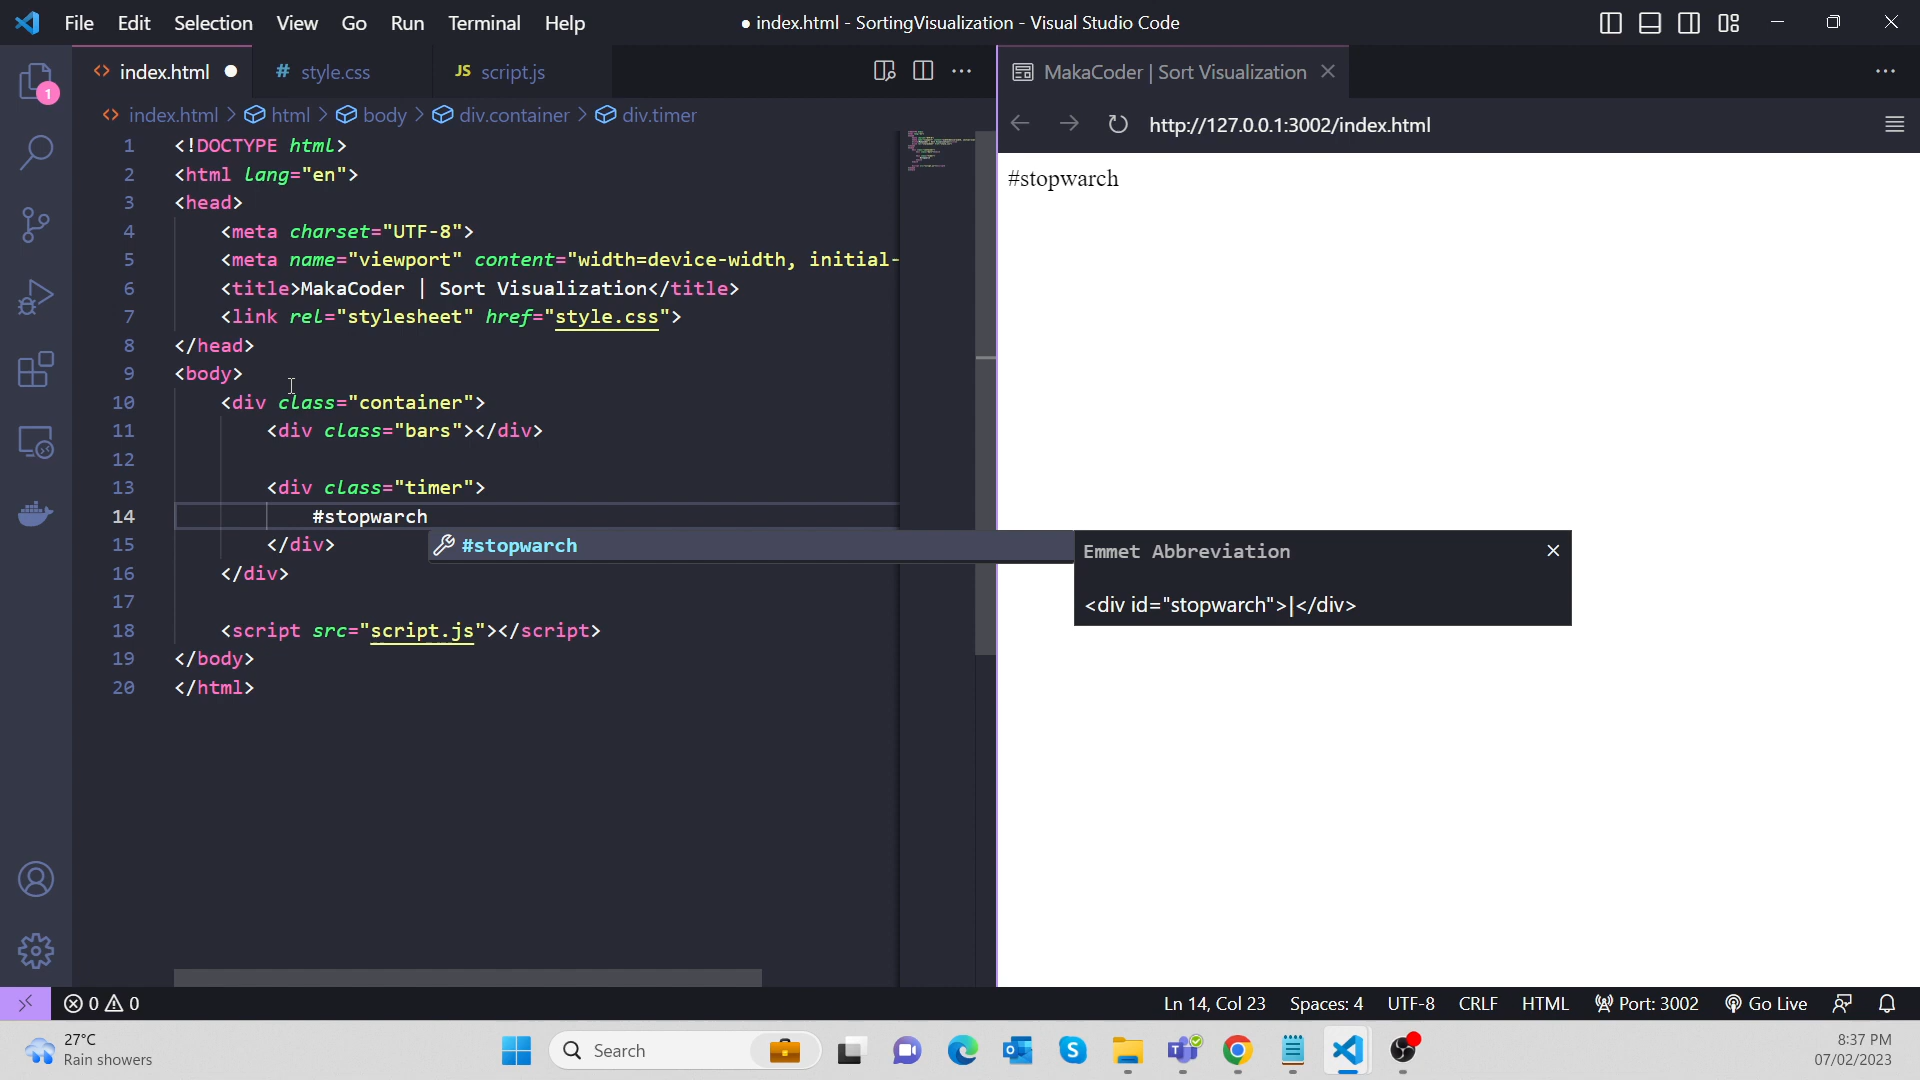 File Edit Selection View Go Run Terminal Help
● index.html - SortingVisualization - Visual Studio Code
<> index.html ●
# style.css
JS script.js
MakaCoder | Sort Visualization
index.html > html > body > div.container > div.timer
http://127.0.0.1:3002/index.html
1 <!DOCTYPE html>
2 <html lang="en">
3 <head>
4 <meta charset="UTF-8">
5 <meta name="viewport" content="width=device-width, initial-
6 <title>MakaCoder | Sort Visualization</title>
7 <link rel="stylesheet" href="style.css">
8 </head>
9 <body>
10 <div class="container">
11 <div class="bars"></div>
12
13 <div class="timer">
14 #stopwarch
15 </div>
16 </div>
17
18 <script src="script.js"></script>
19 </body>
20 </html>
#stopwarch
Emmet Abbreviation
<div id="stopwarch">|</div>
#stopwarch
1
0 0
Ln 14, Col 23 Spaces: 4 UTF-8 CRLF HTML Port: 3002 Go Live
27°C
Rain showers
Search
8:37 PM
07/02/2023